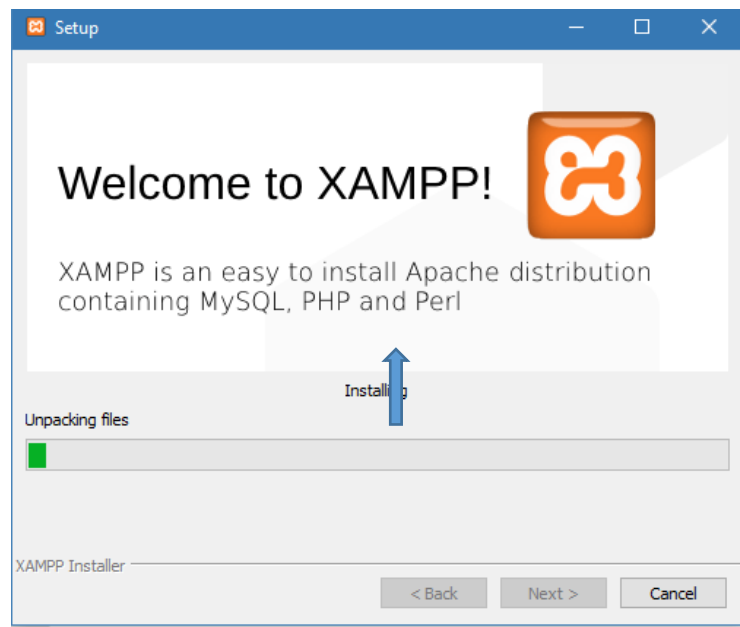 Setup
Welcome to XAMPP!
XAMPP is an easy to install Apache distribution
containing MySQL, PHP and Perl
Installing
Unpacking files
XAMPP Installer
< Back
Next >
Cancel